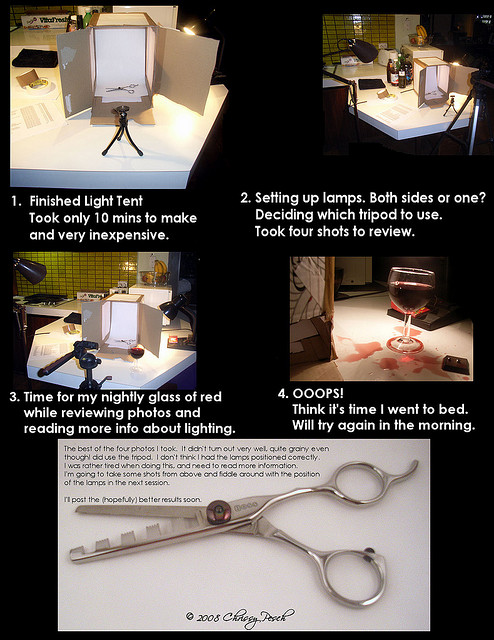 VitaFresh
1. Finished Light Tent
Took only 10 mins to make
and very inexpensive.
2. Setting up lamps. Both sides or one?
Deciding which tripod to use.
Took four shots to review.
3. Time for my nightly glass of red
while reviewing photos and
reading more info about lighting.
4. OOOPS!
Think it's time I went to bed.
Will try again in the morning.
The best of the four photos I took. It didn't turn out very well, quite grainy even
though I did use the tripod. I don't think I had the lamps positioned correctly.
I was rather tired when doing this, and need to read more information.
I'm going to take some shots from above and fiddle around with the position
of the lamps in the next session.
I'll post the (hopefully) better results soon.
© 2008 Chrissy Pesch